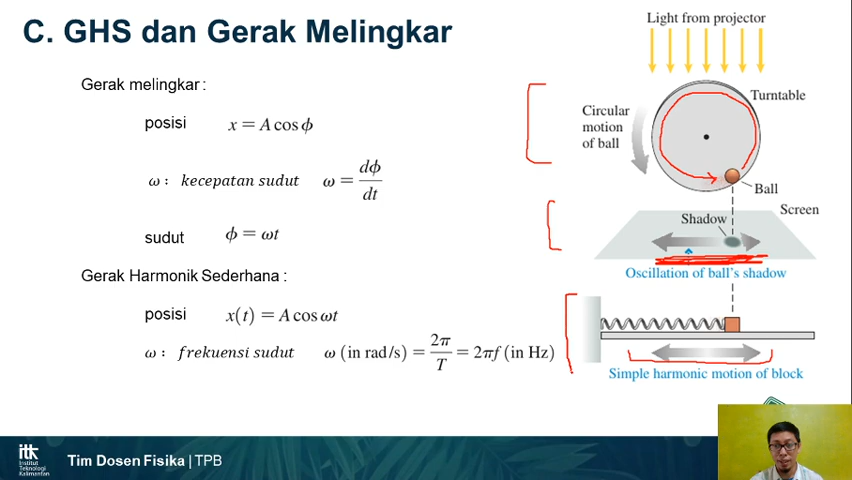 C. GHS dan Gerak Melingkar
Gerak melingkar :
posisi x = A cos ϕ
ω : kecepatan sudut ω = dϕ/dt
sudut ϕ = ωt
Gerak Harmonik Sederhana :
posisi x(t) = A cos ωt
ω : frekuensi sudut ω (in rad/s) = 2π/T = 2πf (in Hz)
Light from projector
Turntable
Circular
motion
of ball
Ball
Screen
Shadow
Oscillation of ball's shadow
Simple harmonic motion of block
itk
Institut
Teknologi
Kalimantan
Tim Dosen Fisika | TPB